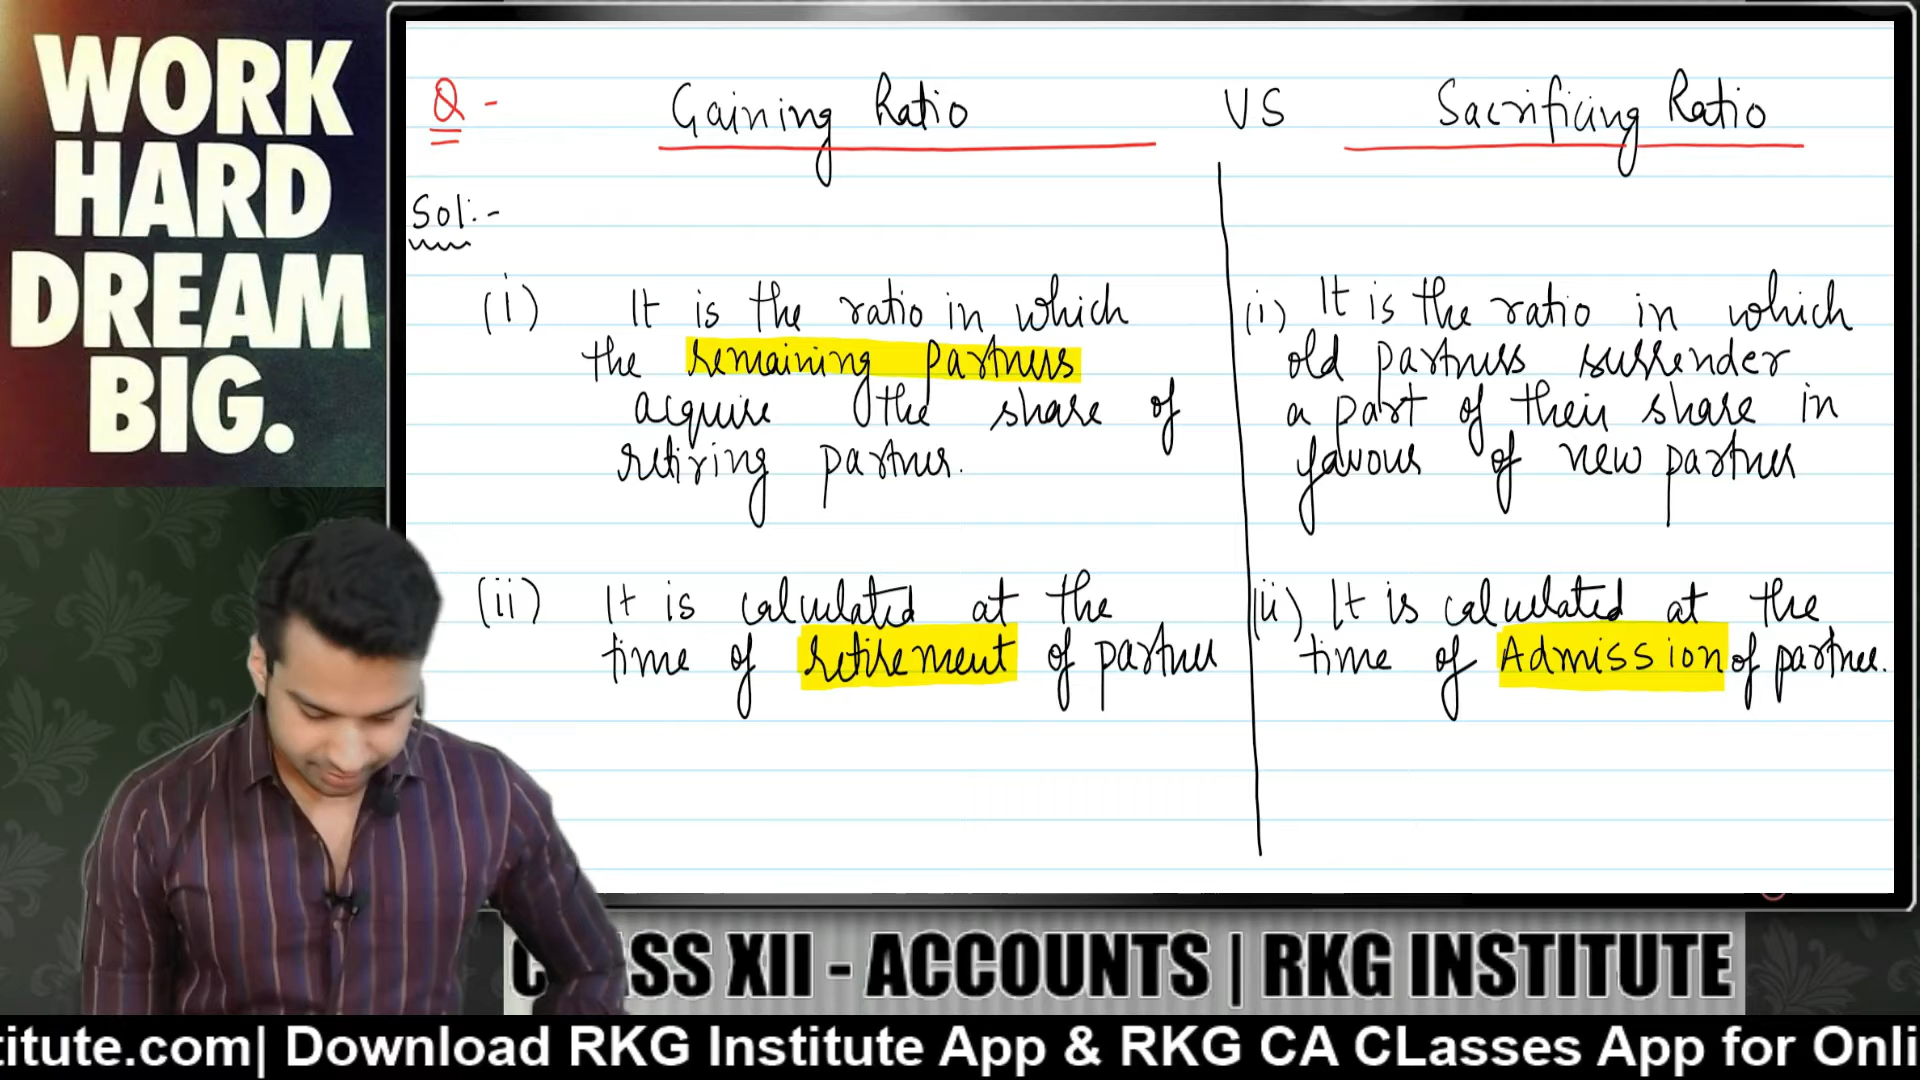 WORK
HARD
DREAM
BIG.
Q - Gaining Ratio VS Sacrificing Ratio
Sol:-
(i) It is the ratio in which
the remaining partners
acquire the share of
retiring partner.
(ii) It is calculated at the
time of retirement of partner
(i) It is the ratio in which
old partners surrender
a part of their share in
favour of new partner
(ii) It is calculated at the
time of Admission of partner.
ASS XII - ACCOUNTS | RKG INSTITUTE
titute.com| Download RKG Institute App & RKG CA CLasses App for Onli